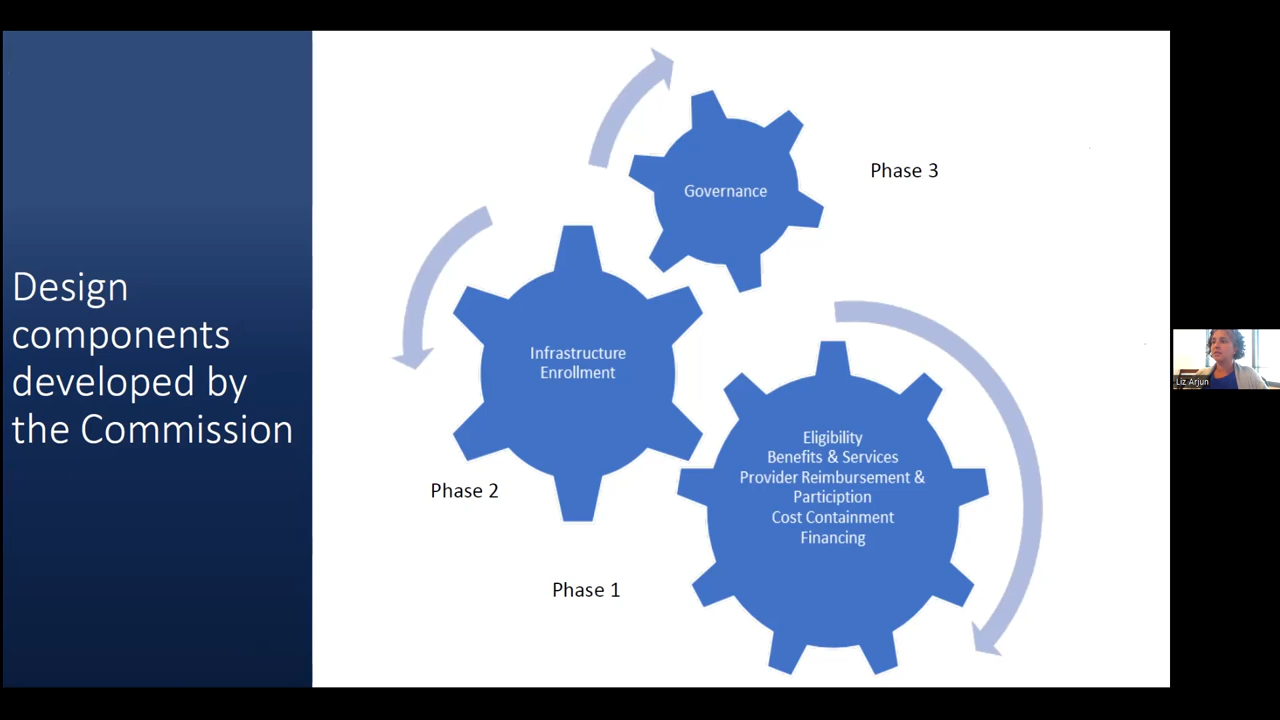 Design
components
developed by
the Commission
Governance
Phase 3
Infrastructure
Enrollment
Phase 2
Eligibility
Benefits & Services
Provider Reimbursement &
Particiption
Cost Containment
Financing
Phase 1
Liz Arjun